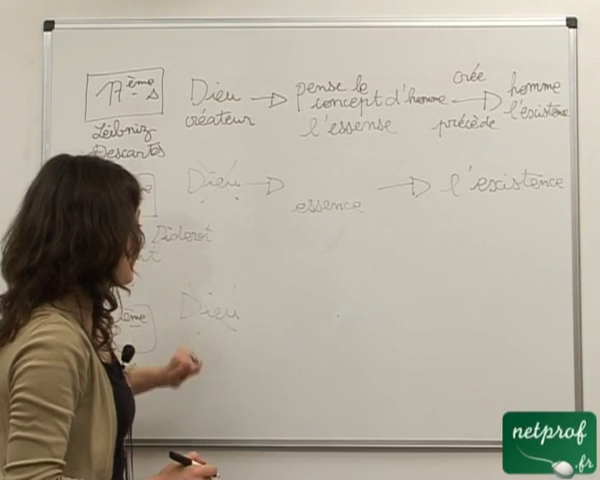 17ème s
Dieu → pense le concept d'homme → homme
crée
créateur
l'essense
précède
l'existence
Leibniz
Descartes
Dieu → essence → l'existence
Diderot
ème
Dieu
netprof
.fr